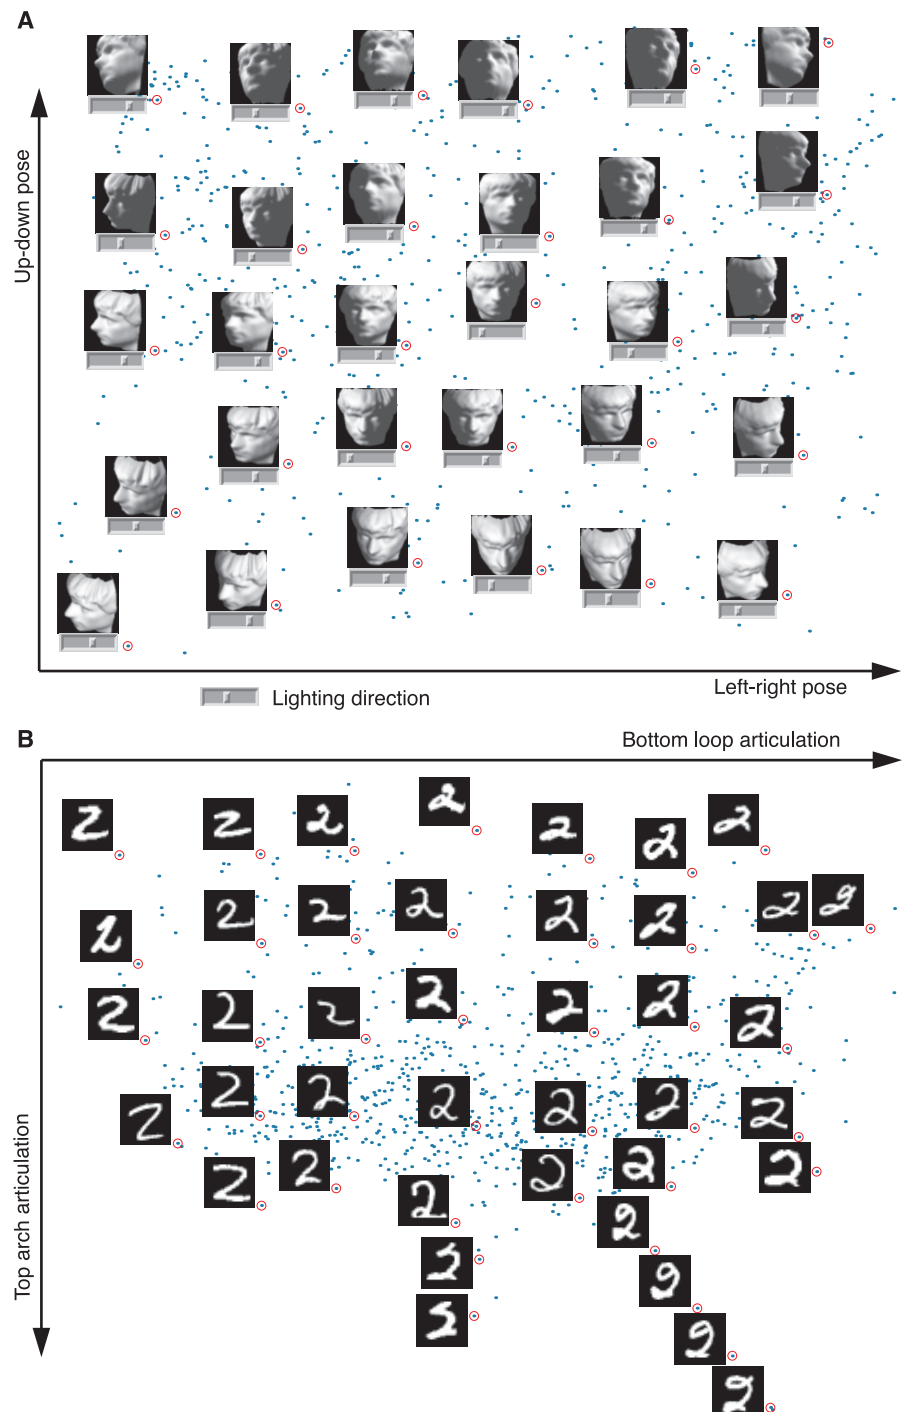 A
Up-down pose
Left-right pose
Lighting direction
B
Bottom loop articulation
Top arch articulation